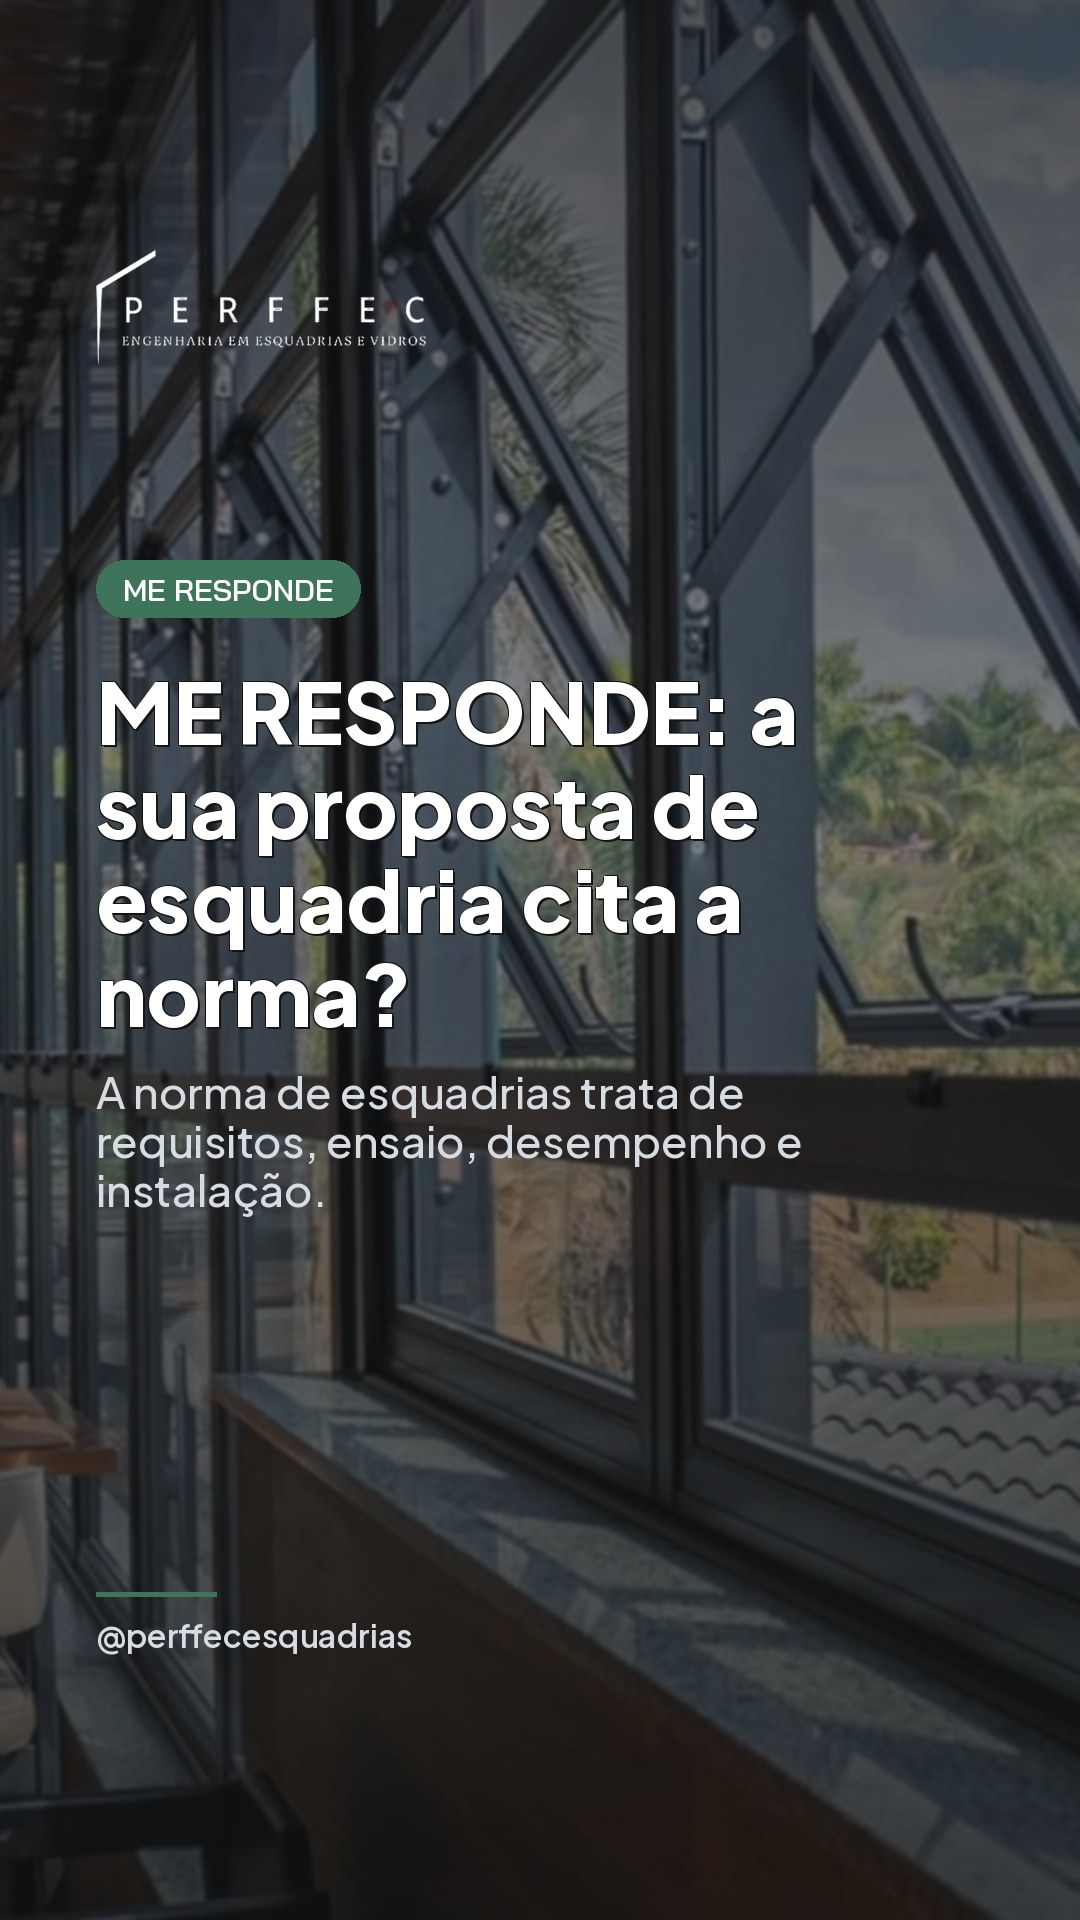 PERFFEC
ENGENHARIA EM ESQUADRIAS E VIDROS
ME RESPONDE
ME RESPONDE: a
sua proposta de
esquadria cita a
norma?
A norma de esquadrias trata de
requisitos, ensaio, desempenho e
instalação.
@perffecesquadrias